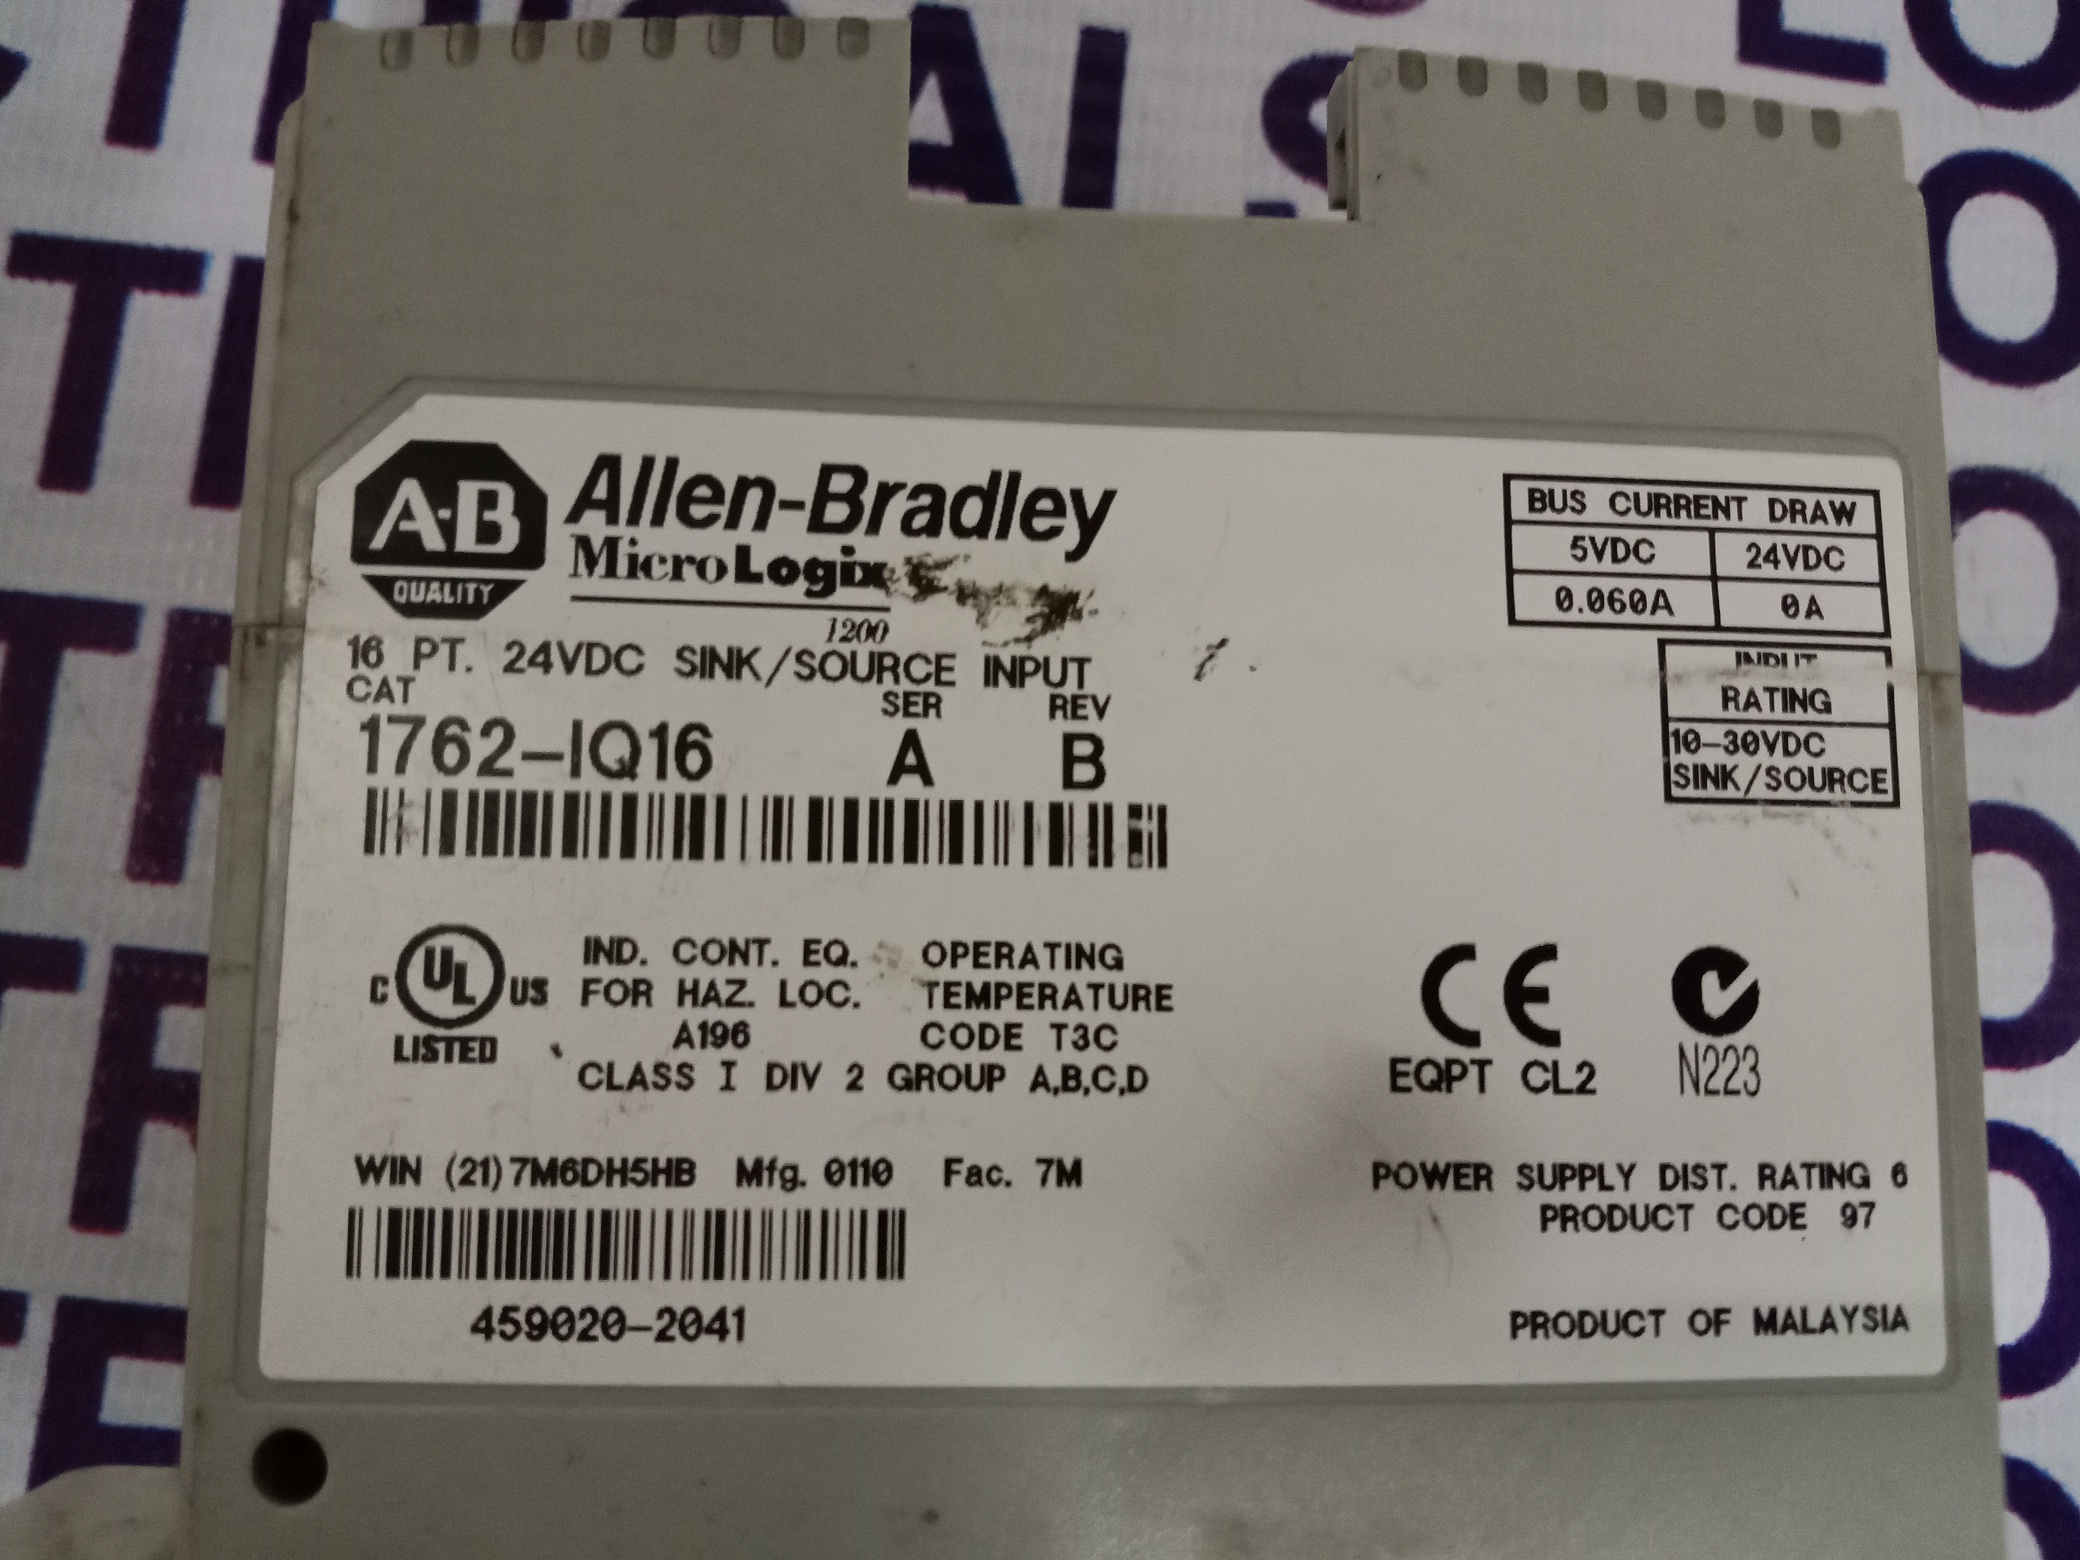 A-B
QUALITY
Allen-Bradley
MicroLogix
1200
16 PT. 24VDC SINK/SOURCE INPUT
CAT SER REV
1762-IQ16 A B
BUS CURRENT DRAW
5VDC 24VDC
0.060A 0A
INPUT
RATING
10-30VDC
SINK/SOURCE
C UL US
LISTED
IND. CONT. EQ.
FOR HAZ. LOC.
A196
OPERATING
TEMPERATURE
CODE T3C
CLASS I DIV 2 GROUP A,B,C,D
CE
EQPT CL2
N223
WIN (21)7M6DH5HB Mfg. 0110 Fac. 7M
459020-2041
POWER SUPPLY DIST. RATING 6
PRODUCT CODE 97
PRODUCT OF MALAYSIA